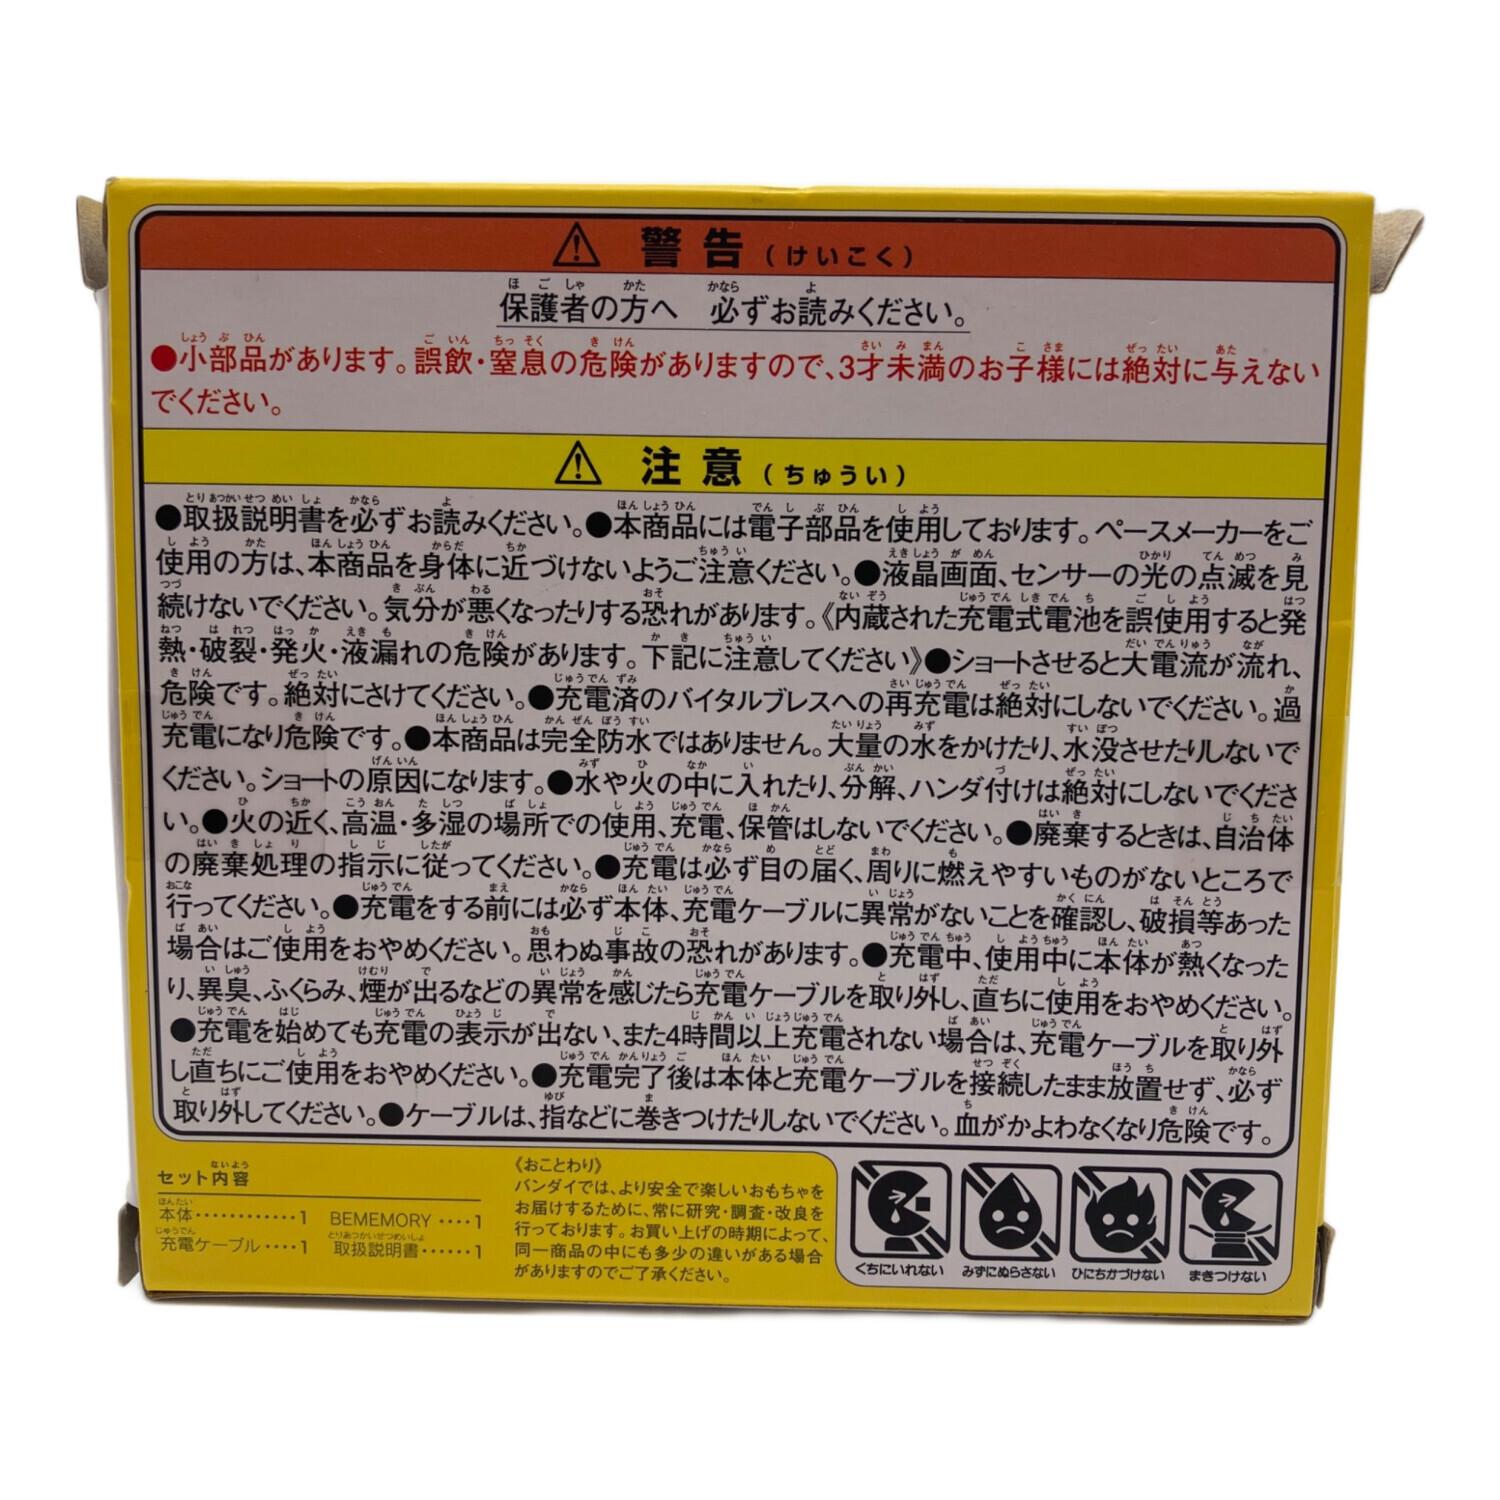 警告(けいこく)
保護者の方へ 必ずお読みください。
●小部品があります。誤飲・窒息の危険がありますので、3才未満のお子様には絶対に与えない
でください。
注意(ちゅうい)
●取扱説明書を必ずお読みください。●本商品には電子部品を使用しております。ペースメーカーをご
使用の方は、本商品を身体に近づけないようご注意ください。●液晶画面、センサーの光の点滅を見
続けないでください。気分が悪くなったりする恐れがあります。《内蔵された充電式電池を誤使用すると発
熱・破裂・発火・液漏れの危険があります。下記に注意してください》●ショートさせると大電流が流れ、
危険です。絶対にさけてください。●充電済のバイタルブレスへの再充電は絶対にしないでください。過
充電になり危険です。●本商品は完全防水ではありません。大量の水をかけたり、水没させたりしないで
ください。ショートの原因になります。●水や火の中に入れたり、分解、ハンダ付けは絶対にしないでくださ
い。●火の近く、高温・多湿の場所での使用、充電、保管はしないでください。●廃棄するときは、自治体
の廃棄処理の指示に従ってください。●充電は必ず目の届く、周りに燃えやすいものがないところで
行ってください。●充電をする前には必ず本体、充電ケーブルに異常がないことを確認し、破損等あった
場合はご使用をおやめください。思わぬ事故の恐れがあります。●充電中、使用中に本体が熱くなった
り、異臭、ふくらみ、煙が出るなどの異常を感じたら充電ケーブルを取り外し、直ちに使用をおやめください。
●充電を始めても充電の表示が出ない、また4時間以上充電されない場合は、充電ケーブルを取り外
し直ちにご使用をおやめください。●充電完了後は本体と充電ケーブルを接続したまま放置せず、必ず
取り外してください。●ケーブルは、指などに巻きつけたりしないでください。血がかよわなくなり危険です。
セット内容
本体…………1
充電ケーブル……1
BEMEMORY……1
取扱説明書……1
《おことわり》
バンダイでは、より安全で楽しいおもちゃを
お届けするために、常に研究・調査・改良を
行っております。お買い上げの時期によって、
同一商品の中にも多少の違いがある場合
がありますのでご了承ください。
くちにいれない
みずにぬらさない
ひにちかづけない
まきつけない